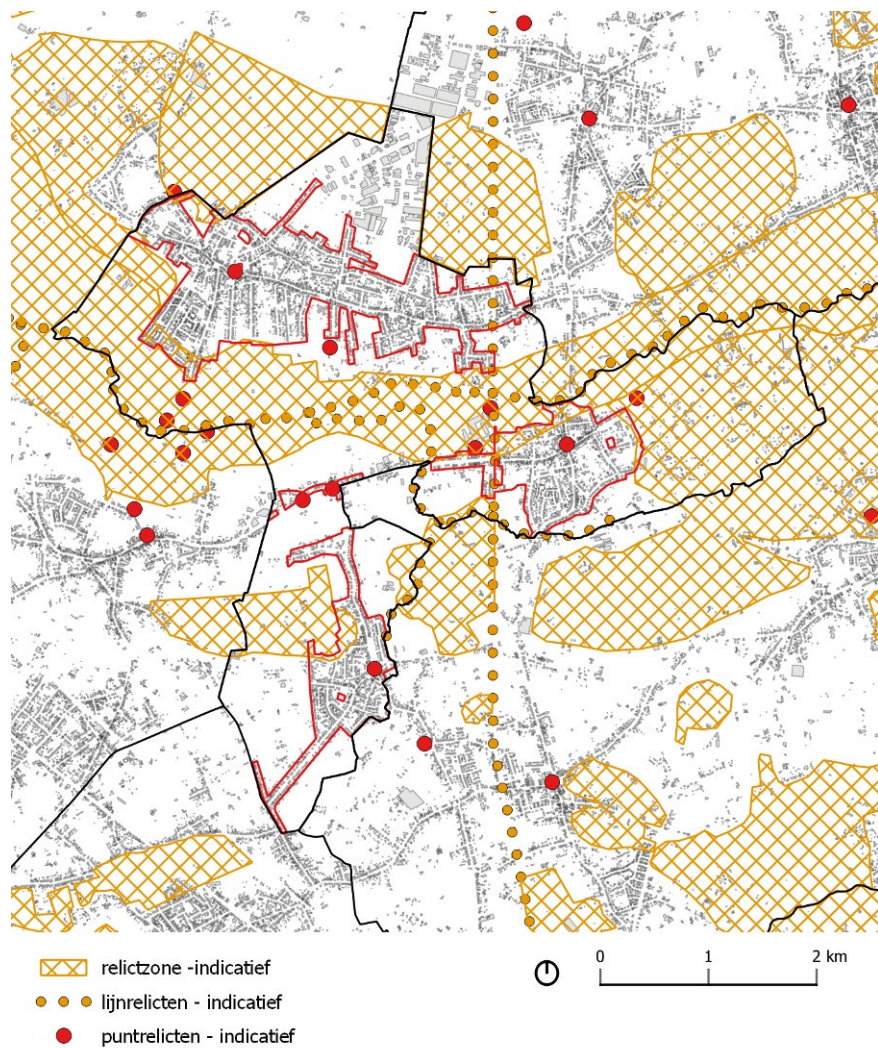 relictzone -indicatief
lijnrelicten - indicatief
puntrelicten - indicatief
0 1 2 km